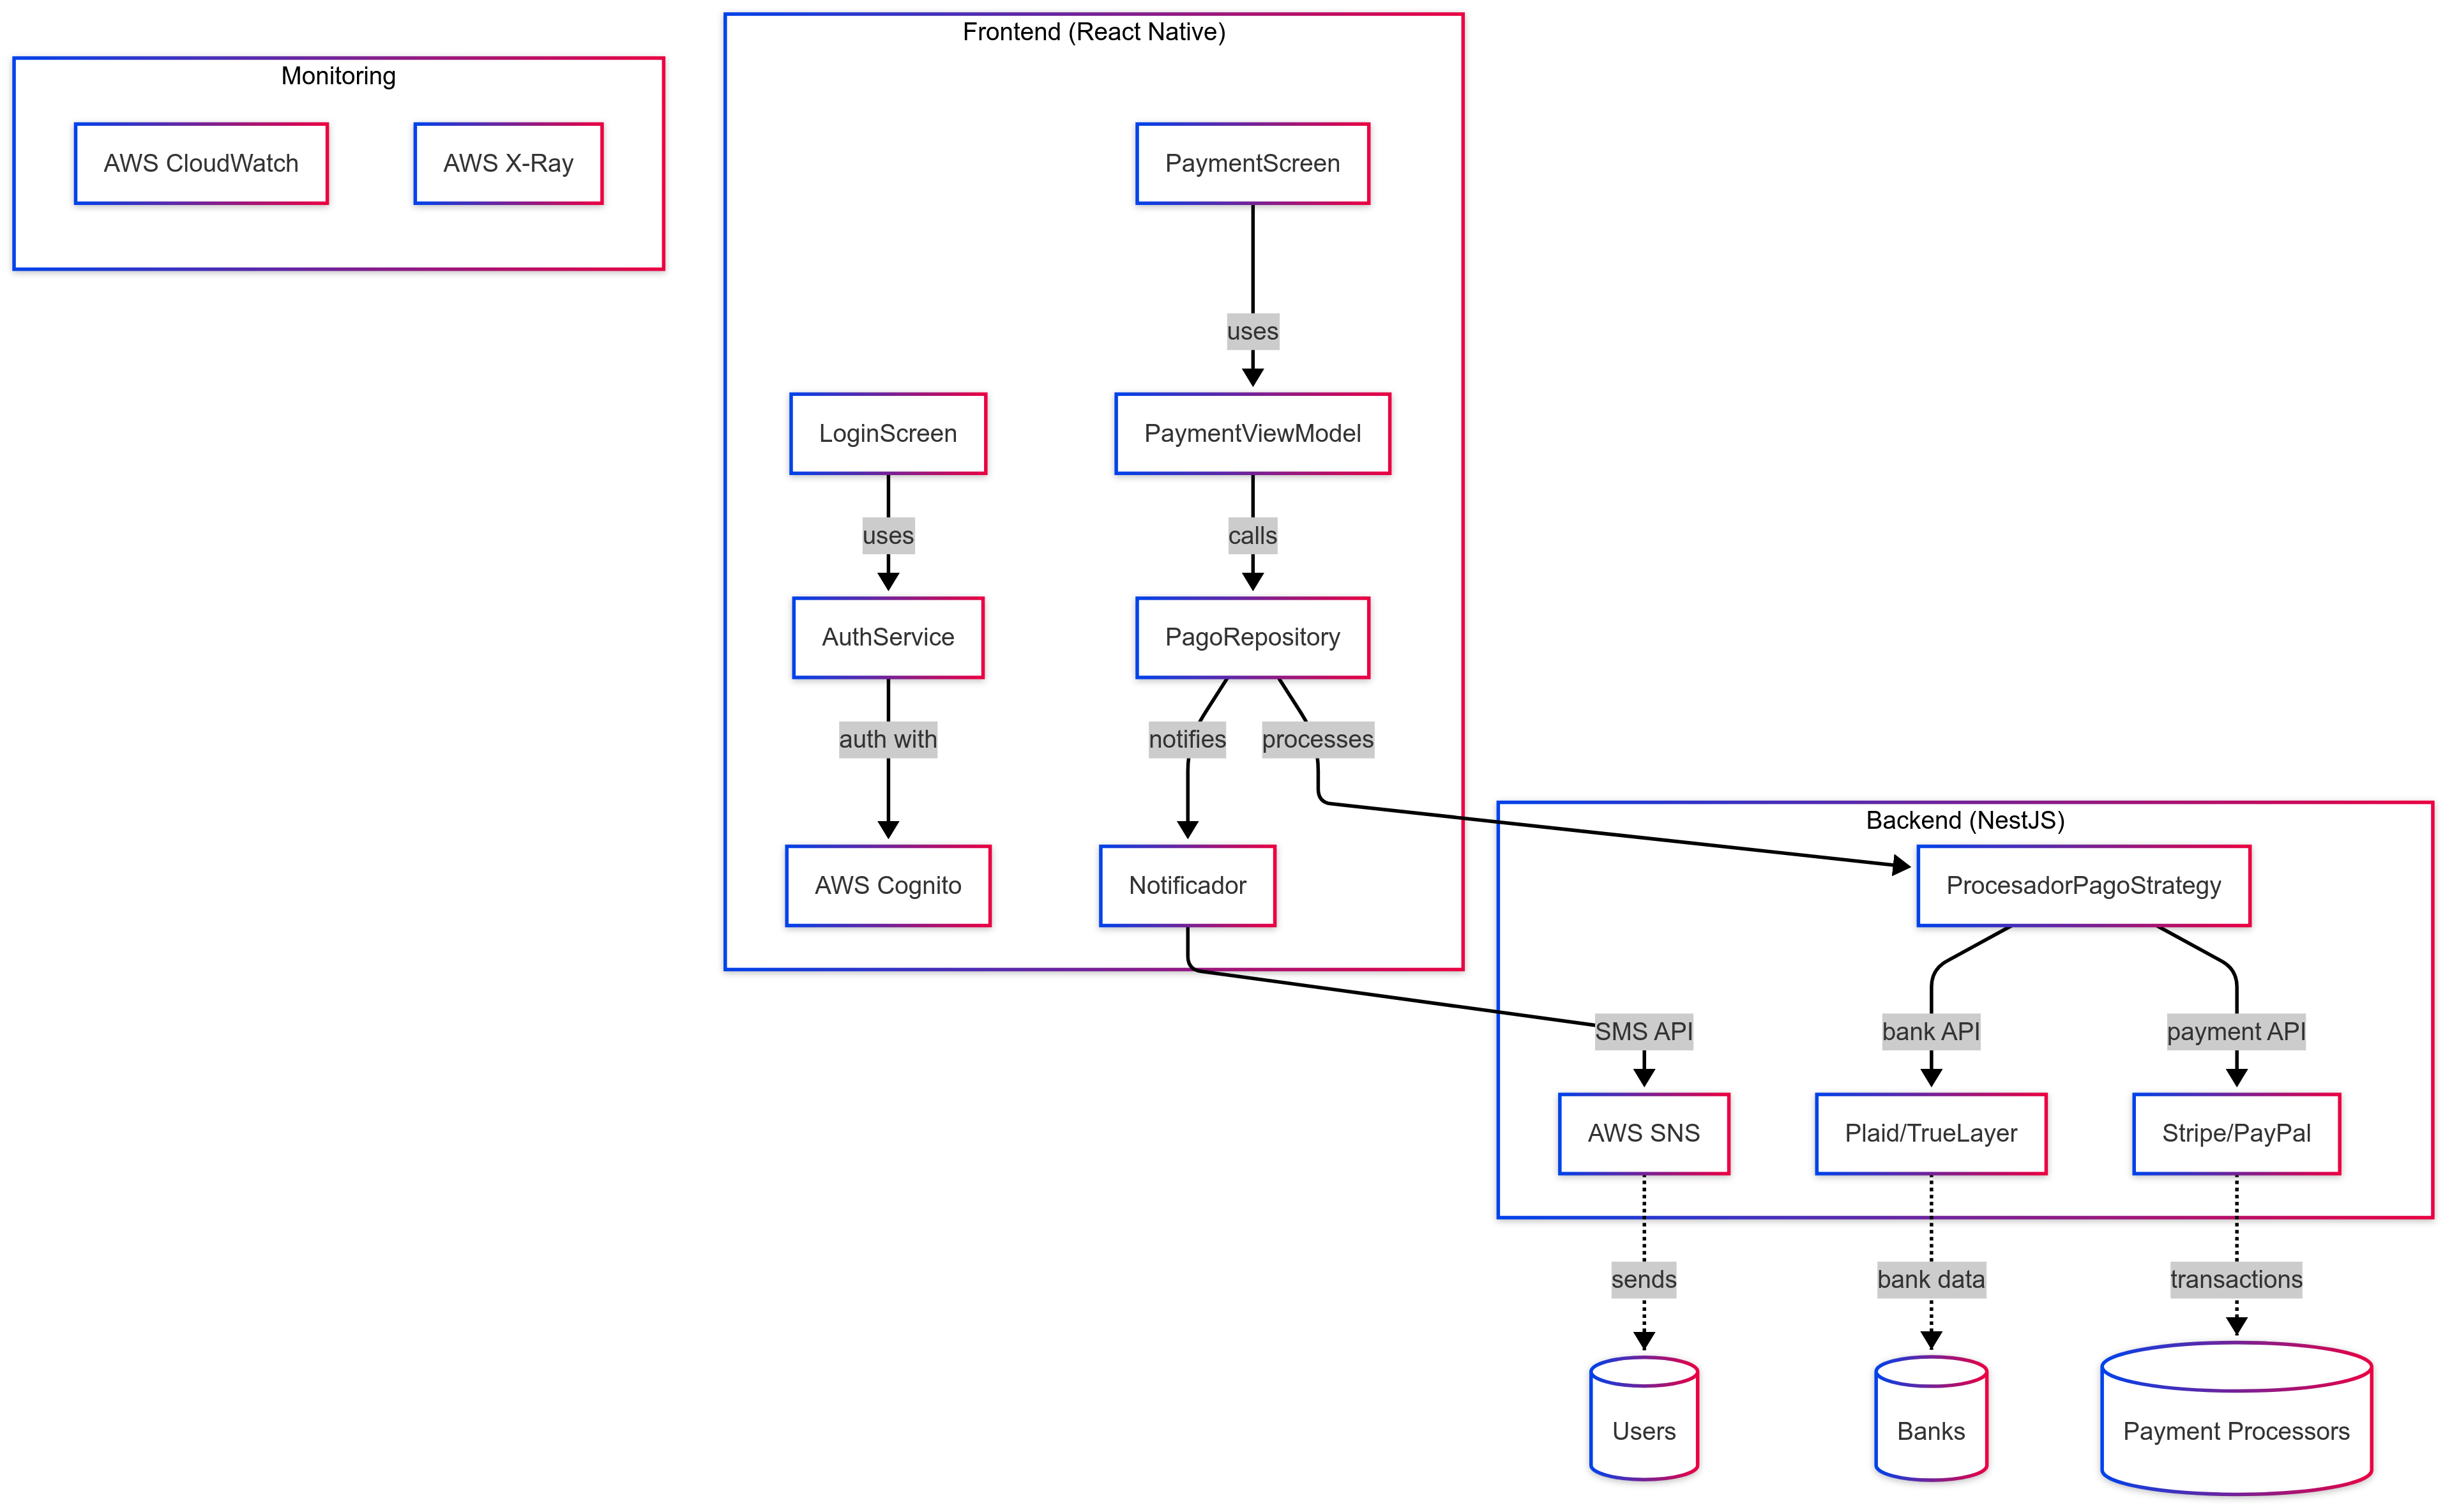 Frontend (React Native)
Monitoring
AWS CloudWatch
AWS X-Ray
PaymentScreen
uses
LoginScreen
PaymentViewModel
uses
calls
AuthService
PagoRepository
auth with
notifies
processes
Backend (NestJS)
AWS Cognito
Notificador
ProcesadorPagoStrategy
SMS API
bank API
payment API
AWS SNS
Plaid/TrueLayer
Stripe/PayPal
sends
bank data
transactions
Users
Banks
Payment Processors